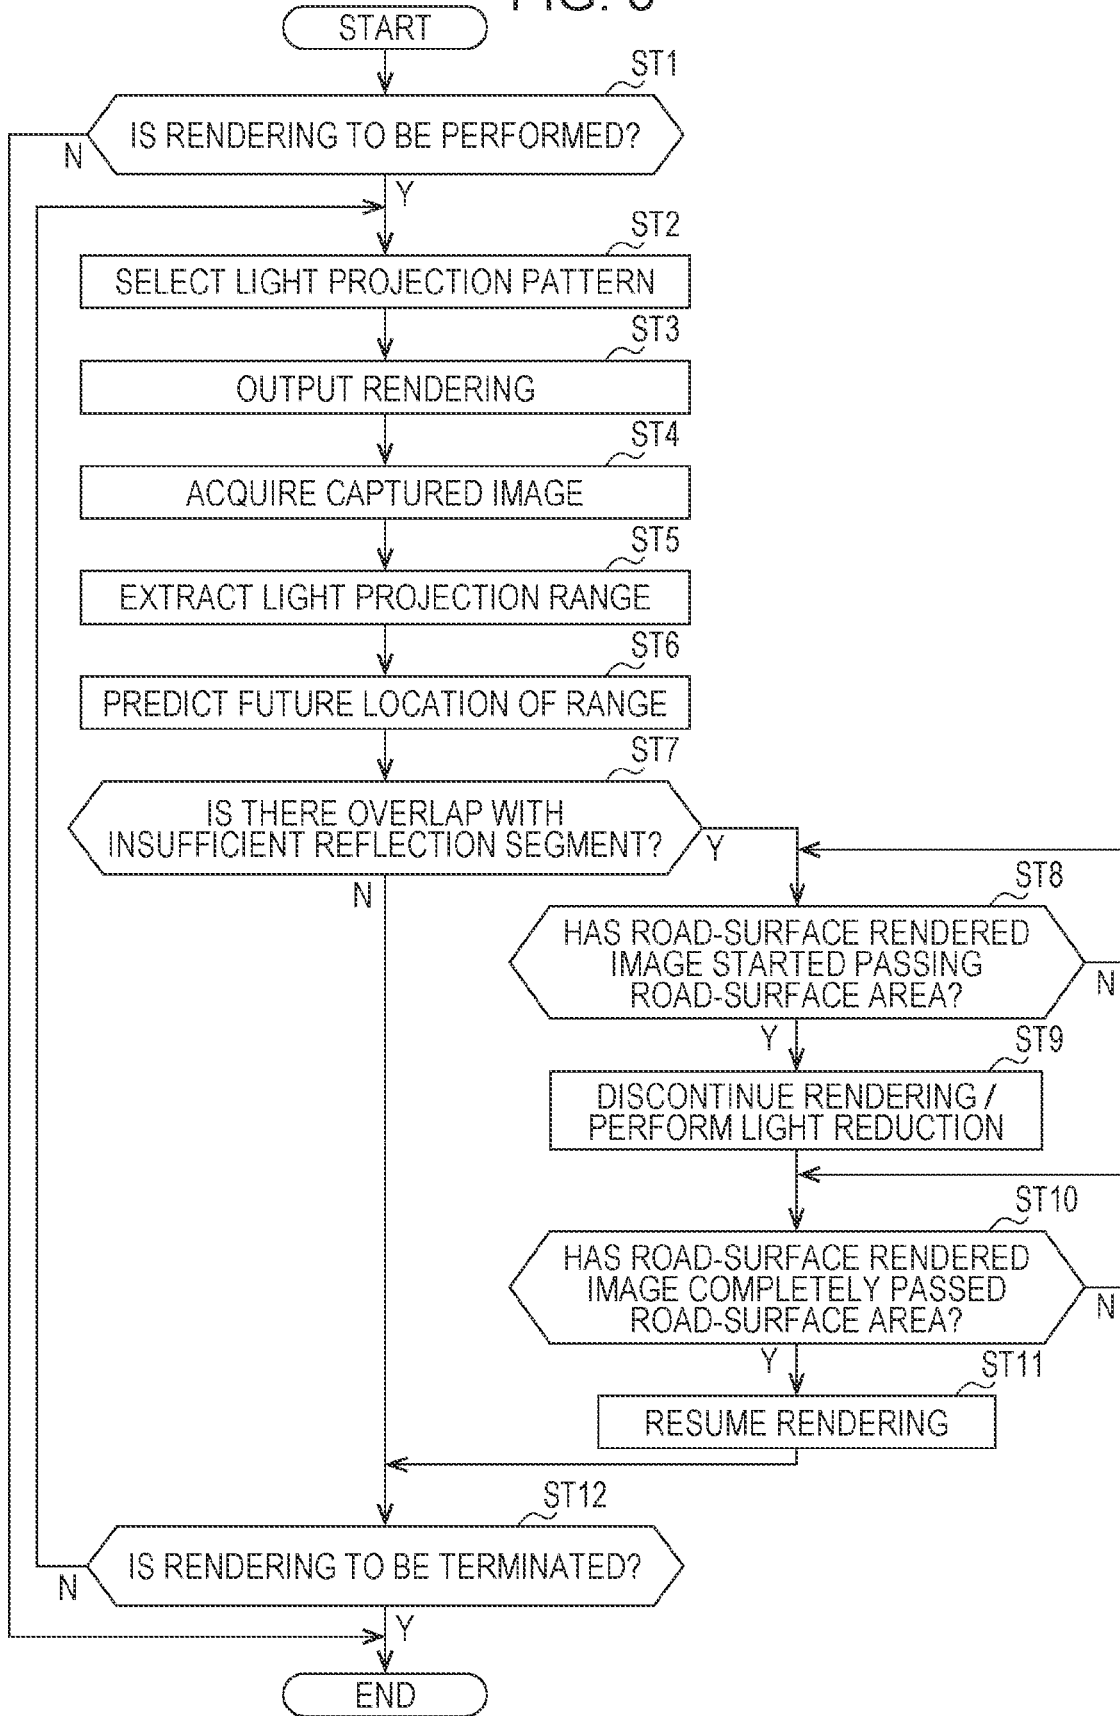 START
ST1
IS RENDERING TO BE PERFORMED?
N
Y
ST2
SELECT LIGHT PROJECTION PATTERN
ST3
OUTPUT RENDERING
ST4
ACQUIRE CAPTURED IMAGE
ST5
EXTRACT LIGHT PROJECTION RANGE
ST6
PREDICT FUTURE LOCATION OF RANGE
ST7
IS THERE OVERLAP WITH
INSUFFICIENT REFLECTION SEGMENT?
Y
N
ST8
HAS ROAD-SURFACE RENDERED
IMAGE STARTED PASSING
ROAD-SURFACE AREA?
N
Y
ST9
DISCONTINUE RENDERING /
PERFORM LIGHT REDUCTION
ST10
HAS ROAD-SURFACE RENDERED
IMAGE COMPLETELY PASSED
ROAD-SURFACE AREA?
N
Y
ST11
RESUME RENDERING
ST12
IS RENDERING TO BE TERMINATED?
N
Y
END